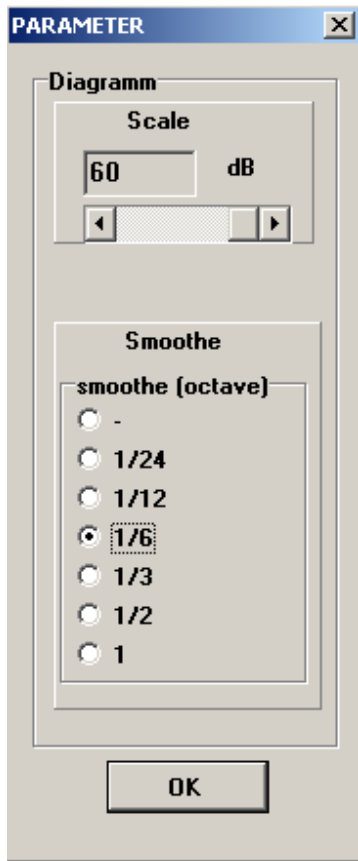 PARAMETER
Diagramm
Scale
60 dB
Smoothe
smoothe (octave)
-
1/24
1/12
1/6
1/3
1/2
1
OK